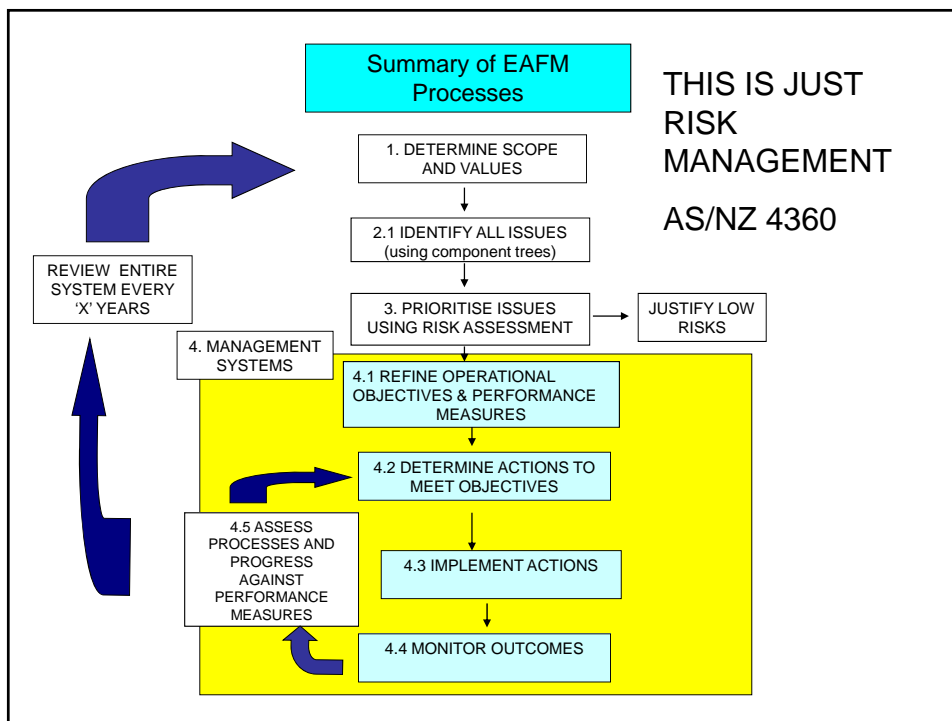 Summary of EAFM
Processes
THIS IS JUST
RISK
MANAGEMENT
AS/NZ 4360
1. DETERMINE SCOPE
AND VALUES
2.1 IDENTIFY ALL ISSUES
(using component trees)
REVIEW ENTIRE
SYSTEM EVERY
‘X’ YEARS
3. PRIORITISE ISSUES
USING RISK ASSESSMENT
JUSTIFY LOW
RISKS
4. MANAGEMENT
SYSTEMS
4.1 REFINE OPERATIONAL
OBJECTIVES & PERFORMANCE
MEASURES
4.2 DETERMINE ACTIONS TO
MEET OBJECTIVES
4.5 ASSESS
PROCESSES AND
PROGRESS
AGAINST
PERFORMANCE
MEASURES
4.3 IMPLEMENT ACTIONS
4.4 MONITOR OUTCOMES